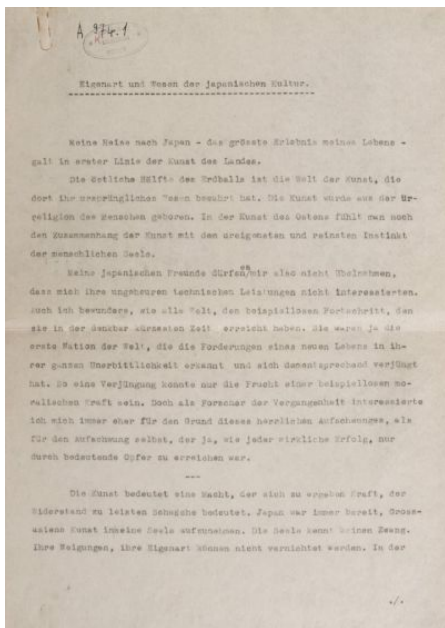 A 974.1
Eigenart und Wesen der japanischen Kultur.
Meine Reise nach Japan - das grösste Erlebnis meines Lebens -
galt in erster Linie der Kunst des Landes.
Die östliche Hälfte des Erdballs ist die Welt der Kunst, die
dort ihr ursprüngliches Wesen bewahrt hat. Die Kunst wurde aus der Ur-
religion des Menschen geboren. In der Kunst des Ostens fühlt man noch
den Zusammenhang der Kunst mit dem ureigensten und reinsten Instinkt
der menschlichen Seele.
Meine japanischen Freunde dürfen es mir also nicht übelnehmen,
dass mich ihre ungeheuren technischen Leistungen nicht interessierten.
Auch ich bewundere, wie alle Welt, den beispiellosen Fortschritt, den
sie in der denkbar kürzesten Zeit erreicht haben. Sie waren ja die
erste Nation der Welt, die die Forderungen eines neuen Lebens in ih-
rer ganzen Unerbittlichkeit erkannt und sich dementsprechend verjüngt
hat. So eine Verjüngung konnte nur die Frucht einer beispiellosen mo-
ralischen Kraft sein. Doch als Forscher der Vergangenheit interessierte
ich mich immer eher für den Grund dieses herrlichen Aufschwunges, als
für den Aufschwung selbst, der ja, wie jeder wirkliche Erfolg, nur
durch bedeutende Opfer zu erreichen war.
---
Die Kunst bedeutet eine Macht, der sich zu ergeben Kraft, der
Widerstand zu leisten Schwäche bedeutet. Japan war immer bereit, Gross-
asiens Kunst in seine Seele aufzunehmen. Die Seele kennt keinen Zwang.
Ihre Neigungen, ihre Eigenart können nicht vernichtet werden. In der
./.